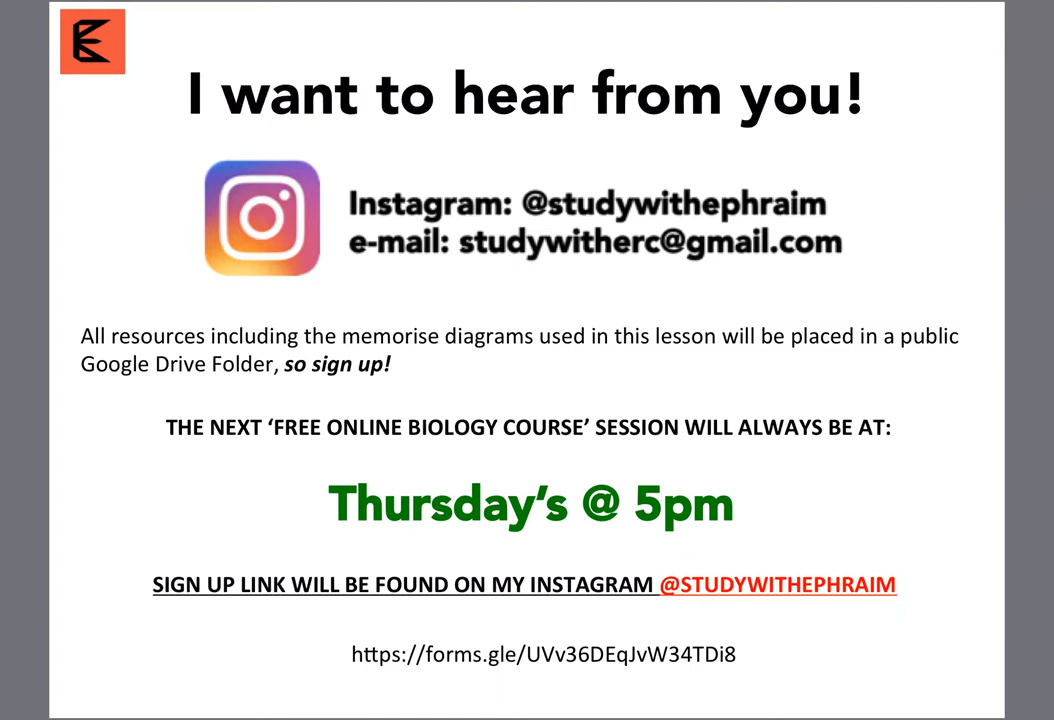 I want to hear from you!
Instagram: @studywithephraim
e-mail: studywitherc@gmail.com
All resources including the memorise diagrams used in this lesson will be placed in a public
Google Drive Folder, so sign up!
THE NEXT ‘FREE ONLINE BIOLOGY COURSE’ SESSION WILL ALWAYS BE AT:
Thursday’s @ 5pm
SIGN UP LINK WILL BE FOUND ON MY INSTAGRAM @STUDYWITHEPHRAIM
https://forms.gle/UVv36DEqJvW34TDi8